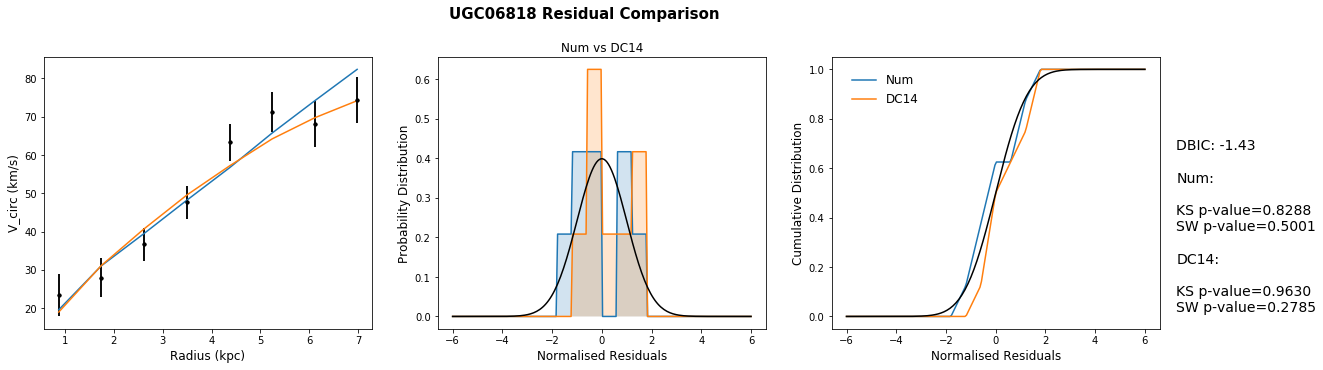 UGC06818 Residual Comparison
V_circ (km/s)
80
70
60
50
40
30
20
1 2 3 4 5 6 7
Radius (kpc)
Num vs DC14
Probability Distribution
0.6
0.5
0.4
0.3
0.2
0.1
0.0
−6 −4 −2 0 2 4 6
Normalised Residuals
Cumulative Distribution
1.0
0.8
0.6
0.4
0.2
0.0
Num
DC14
−6 −4 −2 0 2 4 6
Normalised Residuals
DBIC: -1.43
Num:
KS p-value=0.8288
SW p-value=0.5001
DC14:
KS p-value=0.9630
SW p-value=0.2785